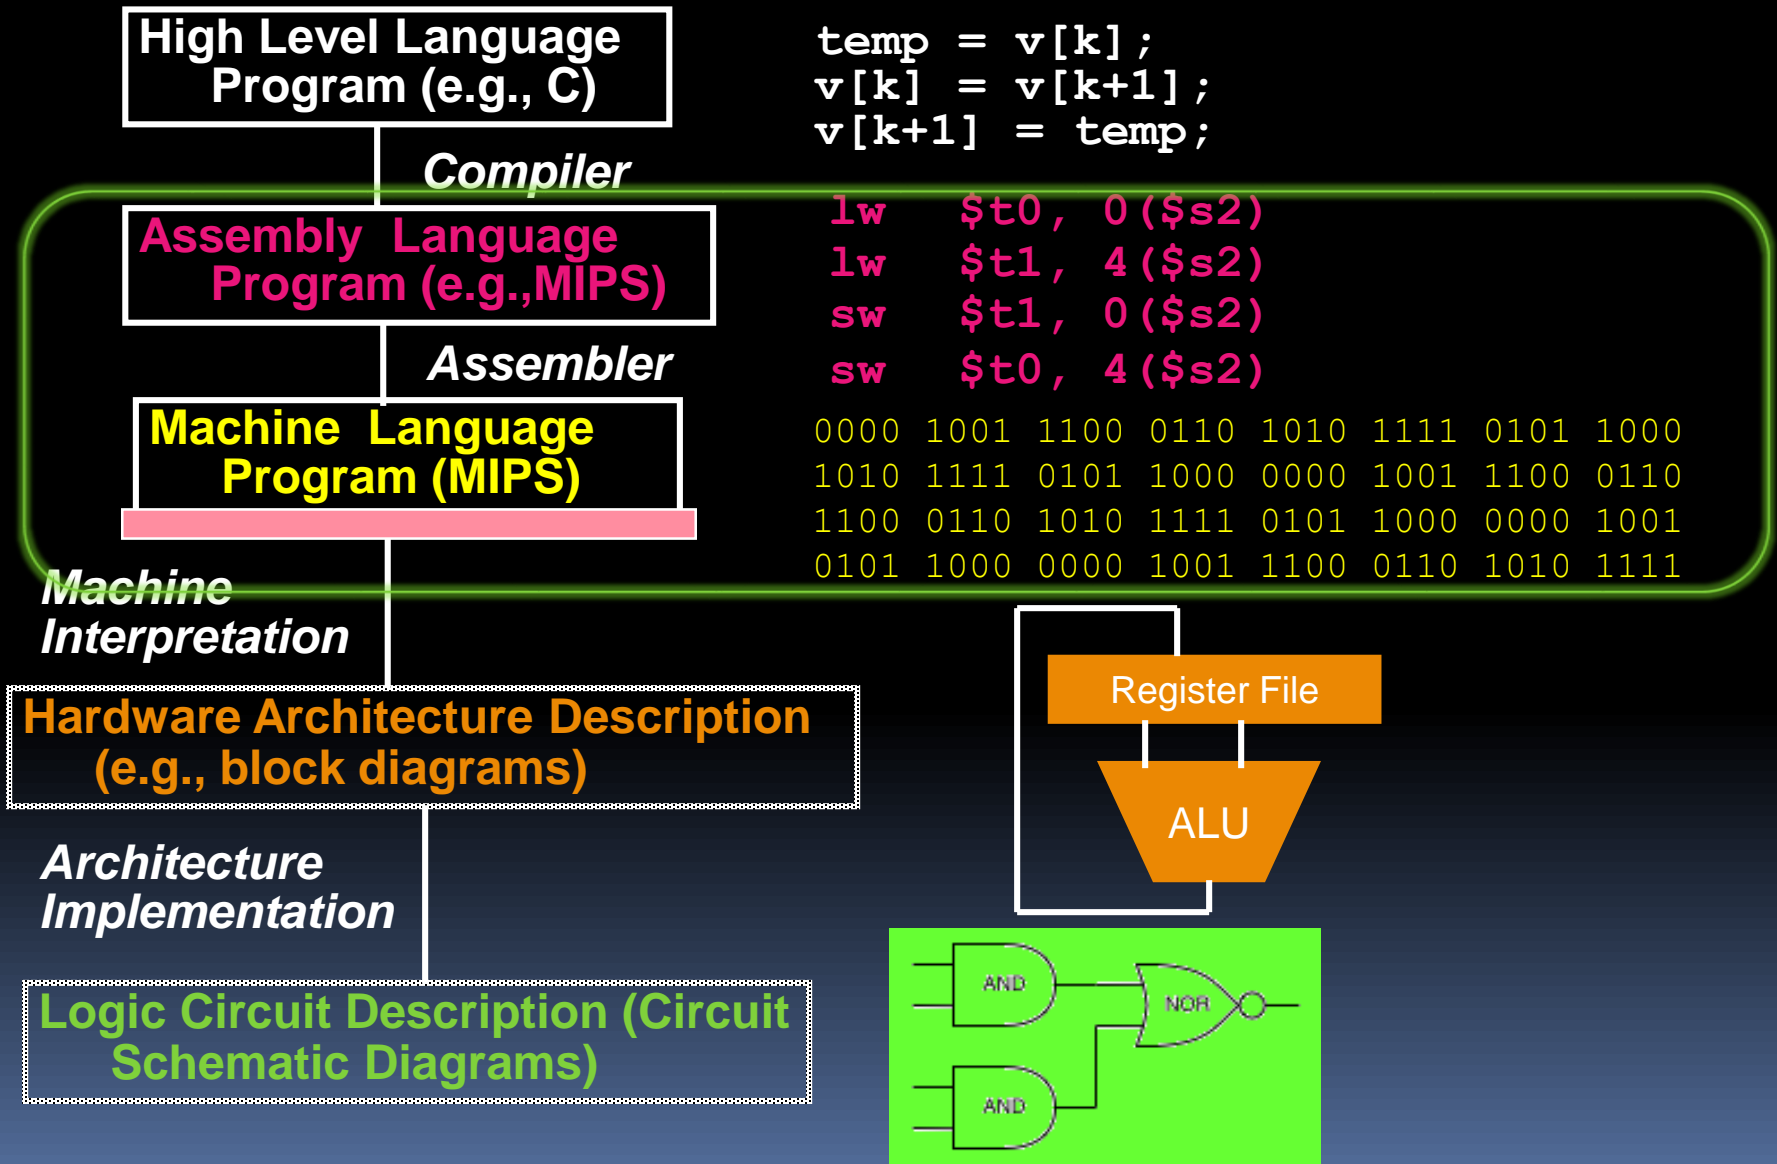 High Level Language
Program (e.g., C)
temp = v[k];
v[k] = v[k+1];
v[k+1] = temp;
Compiler
Assembly Language
Program (e.g.,MIPS)
lw $t0, 0($s2)
lw $t1, 4($s2)
sw $t1, 0($s2)
sw $t0, 4($s2)
Assembler
Machine Language
Program (MIPS)
0000 1001 1100 0110 1010 1111 0101 1000
1010 1111 0101 1000 0000 1001 1100 0110
1100 0110 1010 1111 0101 1000 0000 1001
0101 1000 0000 1001 1100 0110 1010 1111
Machine
Interpretation
Register File
ALU
Hardware Architecture Description
(e.g., block diagrams)
Architecture
Implementation
Logic Circuit Description (Circuit
Schematic Diagrams)
AND
NOR
AND